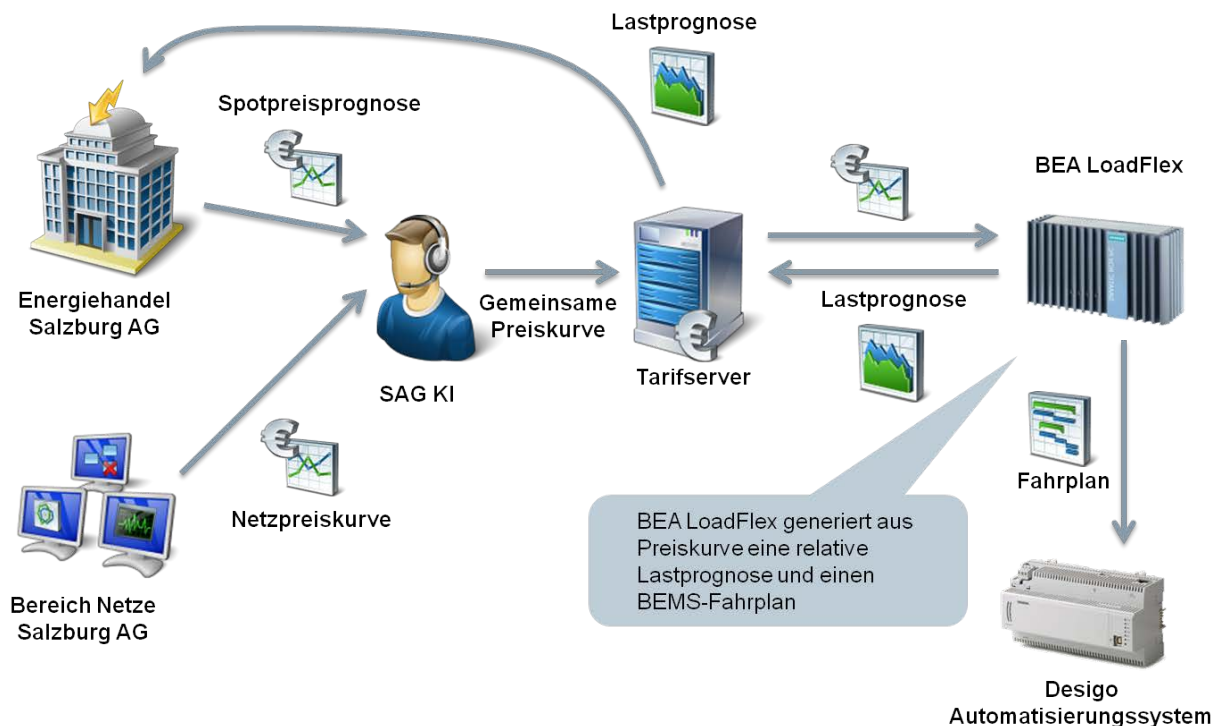 Lastprognose
Spotpreisprognose
BEA LoadFlex
Energiehandel
Salzburg AG
Gemeinsame
Preiskurve
Lastprognose
SAG KI
Tarifserver
Netzpreiskurve
Fahrplan
BEA LoadFlex generiert aus
Preiskurve eine relative
Lastprognose und einen
BEMS-Fahrplan
Bereich Netze
Salzburg AG
Desigo
Automatisierungssystem